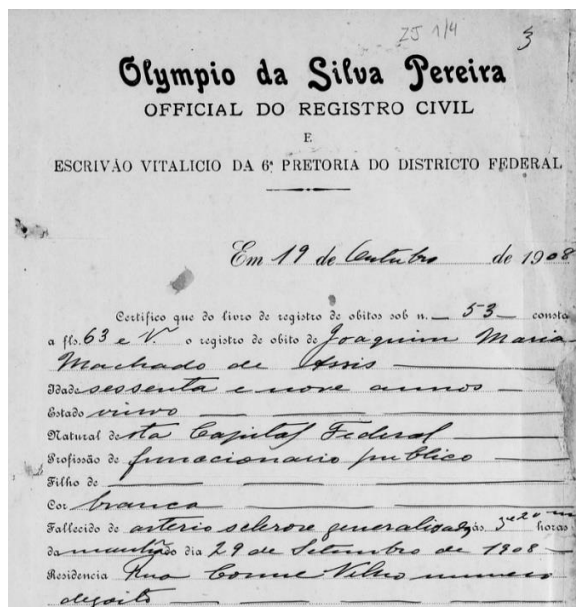 ZJ 1/4
3
Olympio da Silva Pereira
OFFICIAL DO REGISTRO CIVIL
E
ESCRIVÃO VITALICIO DA 6ª PRETORIA DO DISTRICTO FEDERAL
Em 19 de Outubro de 1908
Certifico que do livro de registro de obitos sob n. 53 consta
a fls. 63 e Vº o registro de obito de Joaquim Maria
Machado de Assis
Idade sessenta e nove annos
Estado viuvo
Natural desta Capital Federal
Profissão de funccionario publico
Filho de
Cor branca
Fallecido de arterio sclerose generalisada, ás 3 e 20 m horas
da manhã do dia 29 de Setembro de 1908
Residencia Rua Cosme Velho numero
dezoito